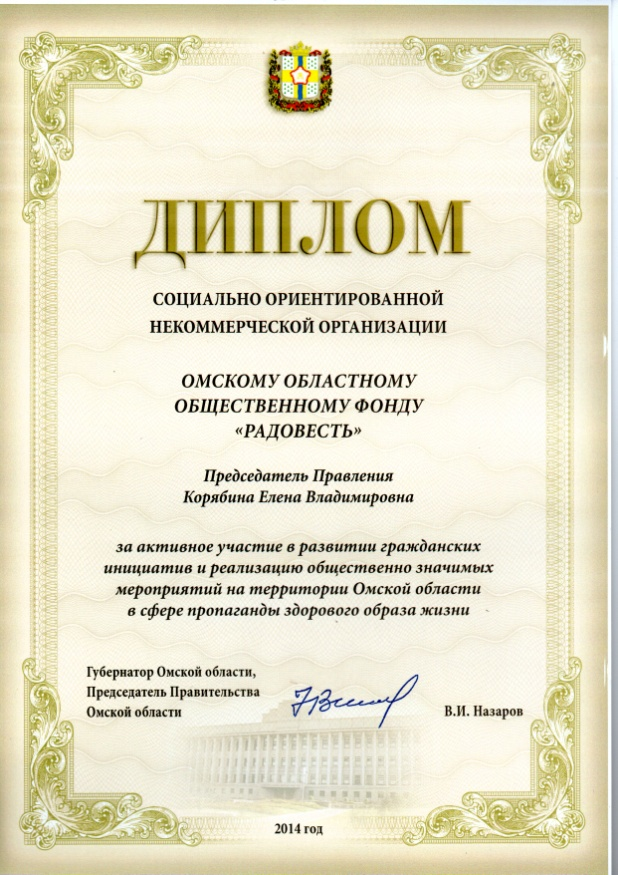 ДИПЛОМ
СОЦИАЛЬНО ОРИЕНТИРОВАННОЙ
НЕКОММЕРЧЕСКОЙ ОРГАНИЗАЦИИ
ОМСКОМУ ОБЛАСТНОМУ
ОБЩЕСТВЕННОМУ ФОНДУ
«РАДОВЕСТЬ»
Председатель Правления
Корябина Елена Владимировна
за активное участие в развитии гражданских
инициатив и реализацию общественно значимых
мероприятий на территории Омской области
в сфере пропаганды здорового образа жизни
Губернатор Омской области,
Председатель Правительства
Омской области
В.И. Назаров
2014 год